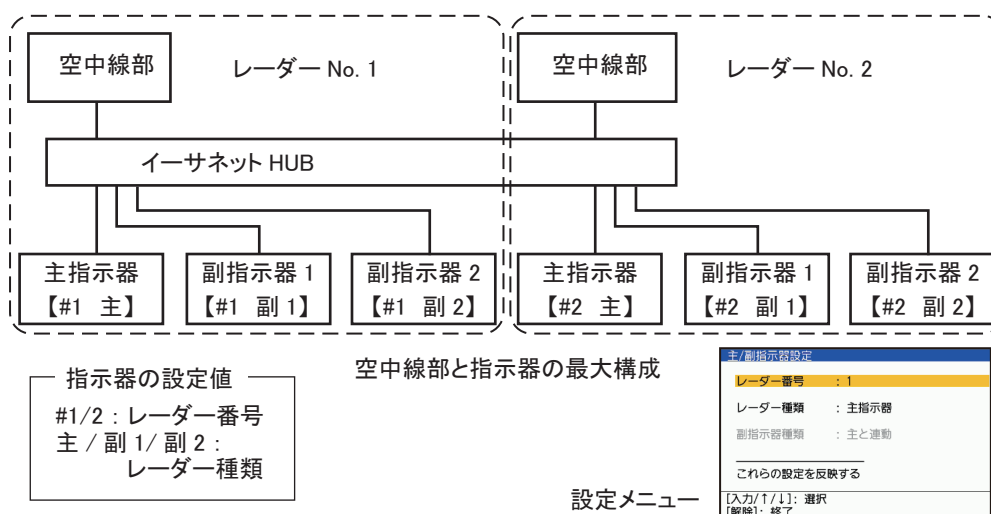 空中線部
レーダー No. 1
空中線部
レーダー No. 2
イーサネット HUB
主指示器
【#1 主】
副指示器 1
【#1 副 1】
副指示器 2
【#1 副 2】
主指示器
【#2 主】
副指示器 1
【#2 副 1】
副指示器 2
【#2 副 2】
空中線部と指示器の最大構成
指示器の設定値
#1/2 : レーダー番号
主 / 副 1/ 副 2 :
レーダー種類
設定メニュー
主/副指示器設定
レーダー番号 : 1
レーダー種類 : 主指示器
副指示器種類 : 主と連動
これらの設定を反映する
[入力/↑/↓]: 選択
[解除]: 終了